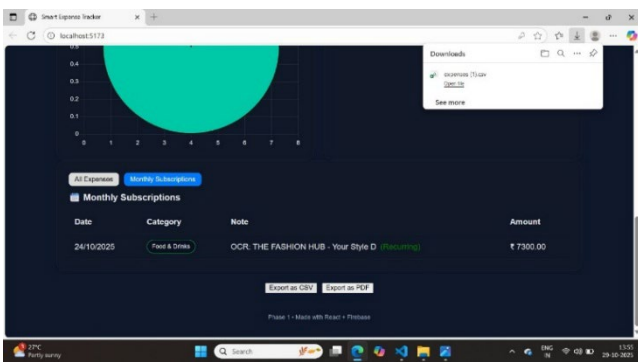 Smart Expense Tracker
localhost:5173
Downloads
expenses (1).csv
Open file
See more
0.5
0.4
0.3
0.2
0.1
0
0 1 2 3 4 5 6 7 8
All Expenses Monthly Subscriptions
Monthly Subscriptions
Date Category Note Amount
24/10/2025 Food & Drinks OCR: THE FASHION HUB - Your Style D (Recurring) ₹ 7300.00
Export as CSV Export as PDF
Phase 1 • Made with React + Firebase
27°C
Partly sunny
Search
ENG
IN
13:55
29-10-2025